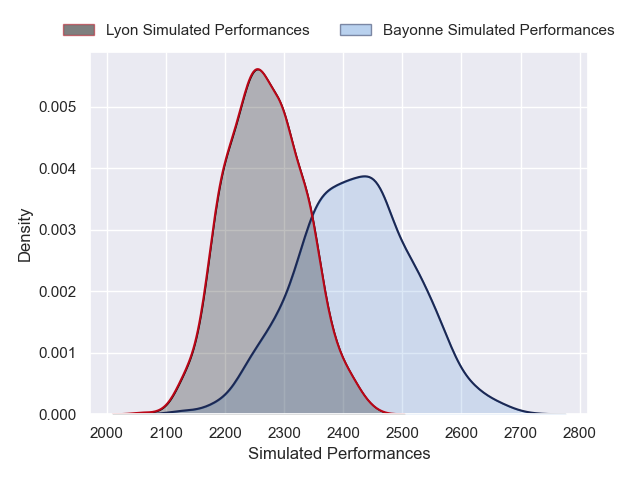 Lyon Simulated Performances Bayonne Simulated Performances
0.005
0.004
0.003
0.002
0.001
0.000
Density
2000 2100 2200 2300 2400 2500 2600 2700 2800
Simulated Performances